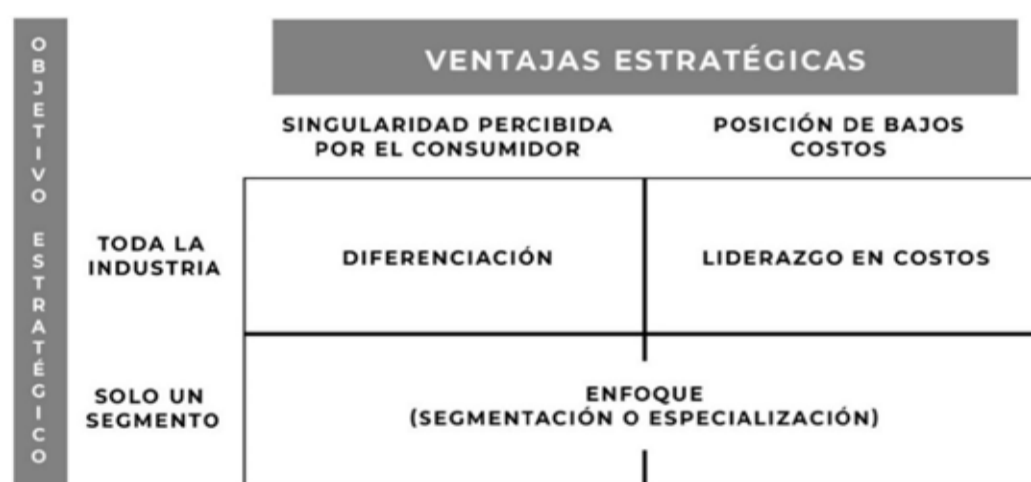 OBJETIVO ESTRATÉGICO
VENTAJAS ESTRATÉGICAS
SINGULARIDAD PERCIBIDA
POR EL CONSUMIDOR
POSICIÓN DE BAJOS
COSTOS
TODA LA
INDUSTRIA
DIFERENCIACIÓN
LIDERAZGO EN COSTOS
SOLO UN
SEGMENTO
ENFOQUE
(SEGMENTACIÓN O ESPECIALIZACIÓN)